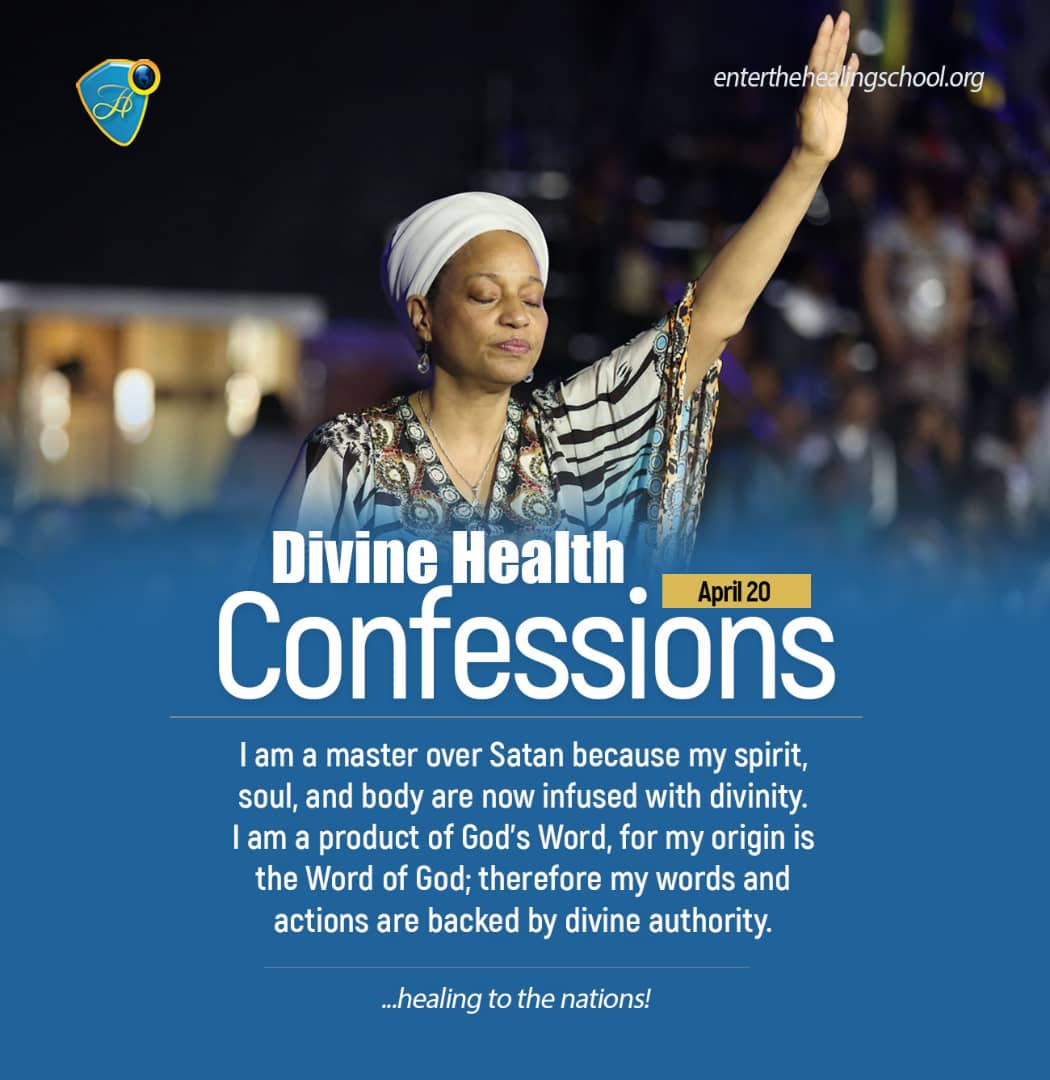 enterthehealingschool.org
H
Divine Health
April 20
Confessions
I am a master over Satan because my spirit,
soul, and body are now infused with divinity.
I am a product of God’s Word, for my origin is
the Word of God; therefore my words and
actions are backed by divine authority.
...healing to the nations!